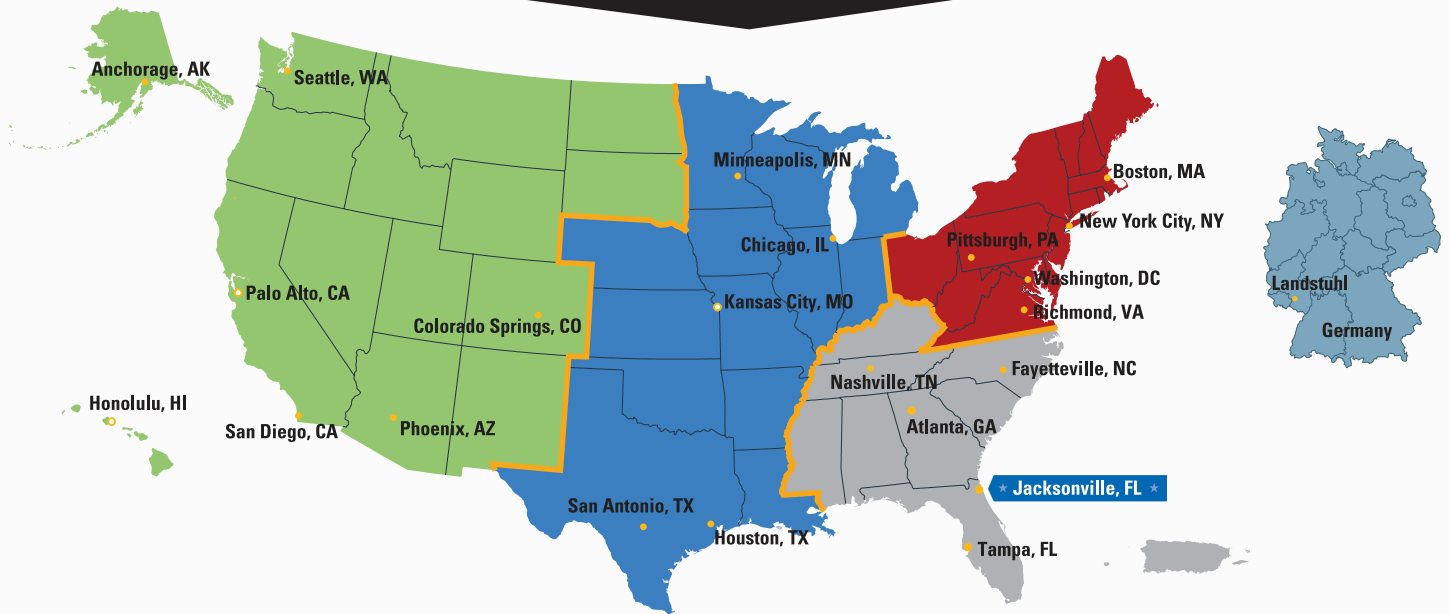 Anchorage, AK
Seattle, WA
Minneapolis, MN
Boston, MA
New York City, NY
Pittsburgh, PA
Chicago, IL
Washington, DC
Landstuhl
Palo Alto, CA
Kansas City, MO
Richmond, VA
Colorado Springs, CO
Germany
Fayetteville, NC
Nashville, TN
Honolulu, HI
San Diego, CA
Phoenix, AZ
Atlanta, GA
Jacksonville, FL
San Antonio, TX
Houston, TX
Tampa, FL